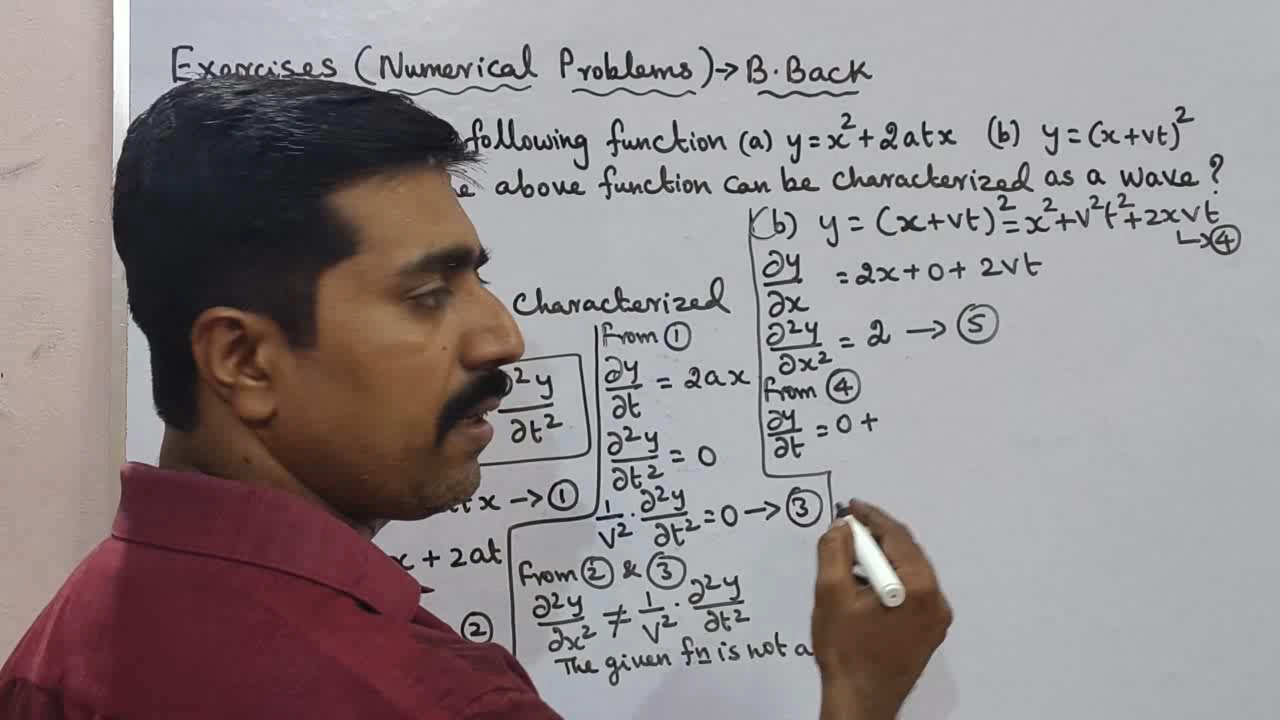 Exercises (Numerical Problems) → B.Back
following function (a) y = x² + 2atx (b) y = (x+vt)²
above function can be characterized as a wave?
characterized
²y
∂t²
tx → ①
x + 2at
②
from ①
∂y/∂t = 2ax
∂²y/∂t² = 0
1/v² · ∂²y/∂t² = 0 → ③
from ② & ③
∂²y/∂x² ≠ 1/v² · ∂²y/∂t²
The given fn is not a
(b) y = (x+vt)² = x² + v²t² + 2xvt
↳ ④
∂y/∂x = 2x + 0 + 2vt
∂²y/∂x² = 2 → ⑤
from ④
∂y/∂t = 0 +